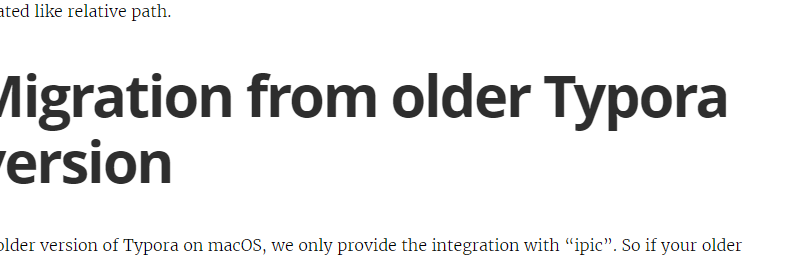 ated like relative path.
Migration from older Typora
version
older version of Typora on macOS, we only provide the integration with “ipic”. So if your older